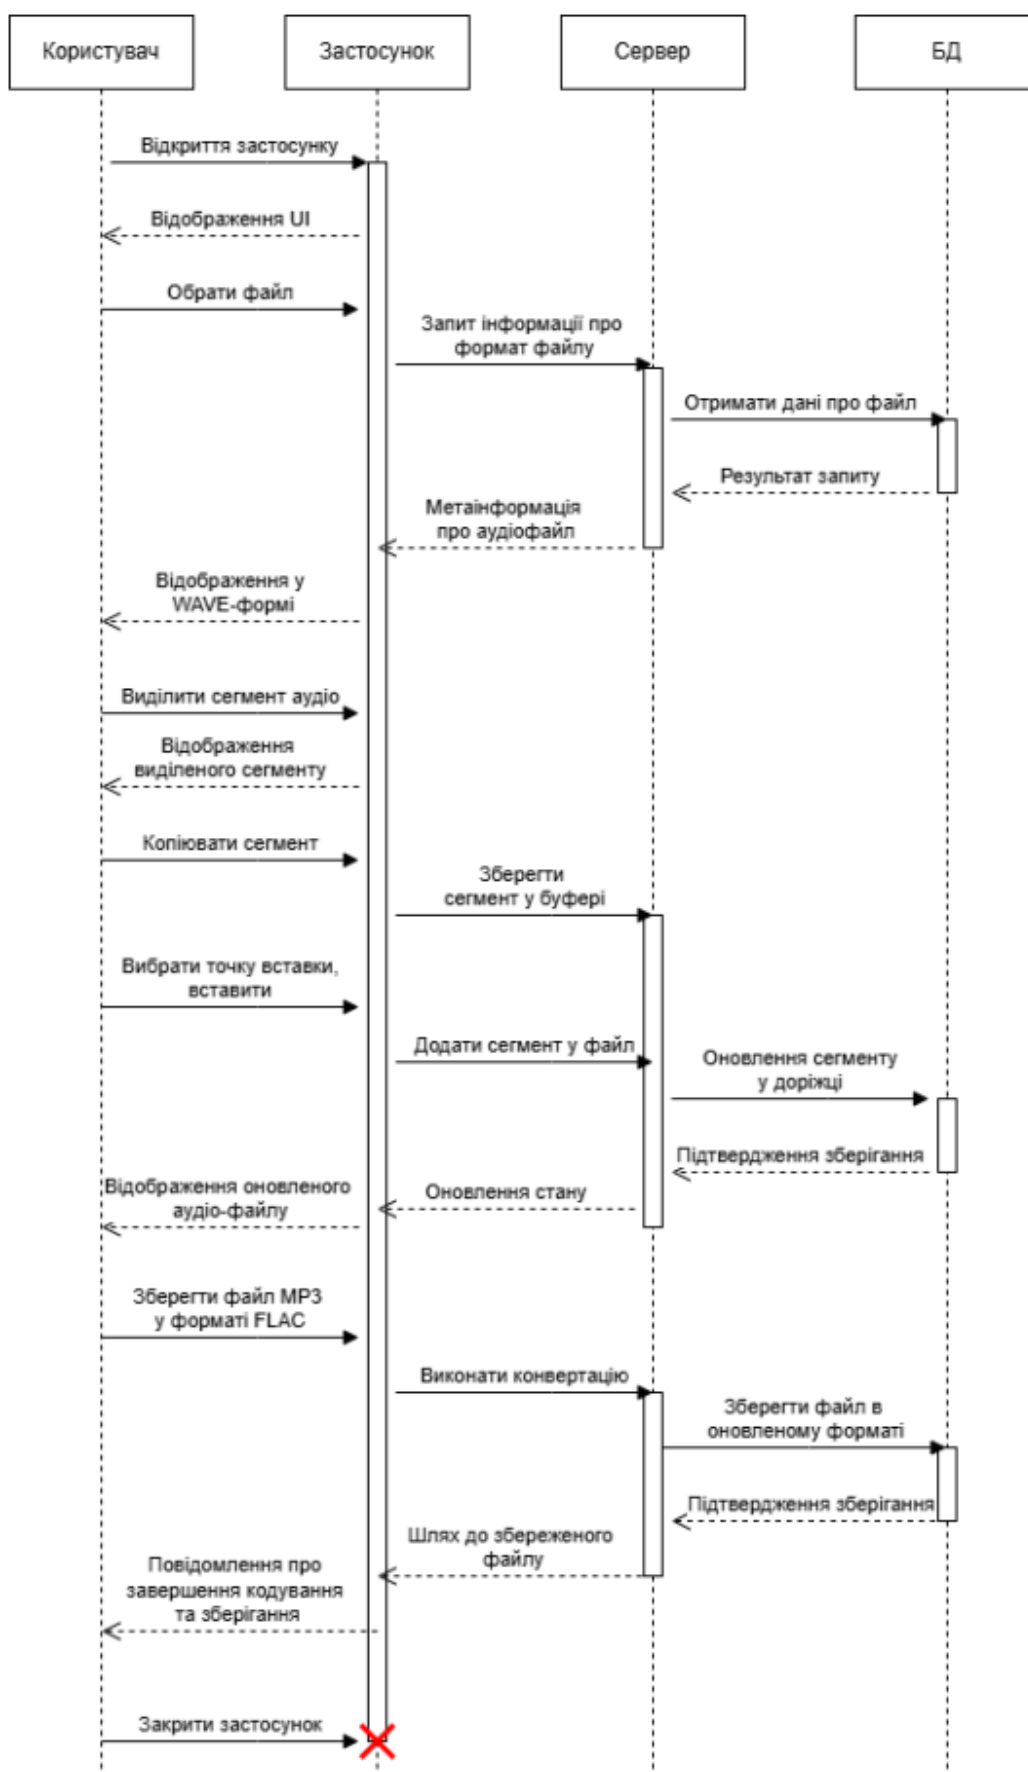 Користувач
Застосунок
Сервер
БД
Відкриття застосунку
Відображення UI
Обрати файл
Запит інформації про
формат файлу
Отримати дані про файл
Результат запиту
Метаінформація
про аудіофайл
Відображення у
WAVE-формі
Виділити сегмент аудіо
Відображення
виділеного сегменту
Копіювати сегмент
Зберегти
сегмент у буфері
Вибрати точку вставки,
вставити
Додати сегмент у файл
Оновлення сегменту
у доріжці
Підтвердження зберігання
Оновлення стану
Відображення оновленого
аудіо-файлу
Зберегти файл MP3
у форматі FLAC
Виконати конвертацію
Зберегти файл в
оновленому форматі
Підтвердження зберігання
Шлях до збереженого
файлу
Повідомлення про
завершення кодування
та зберігання
Закрити застосунок